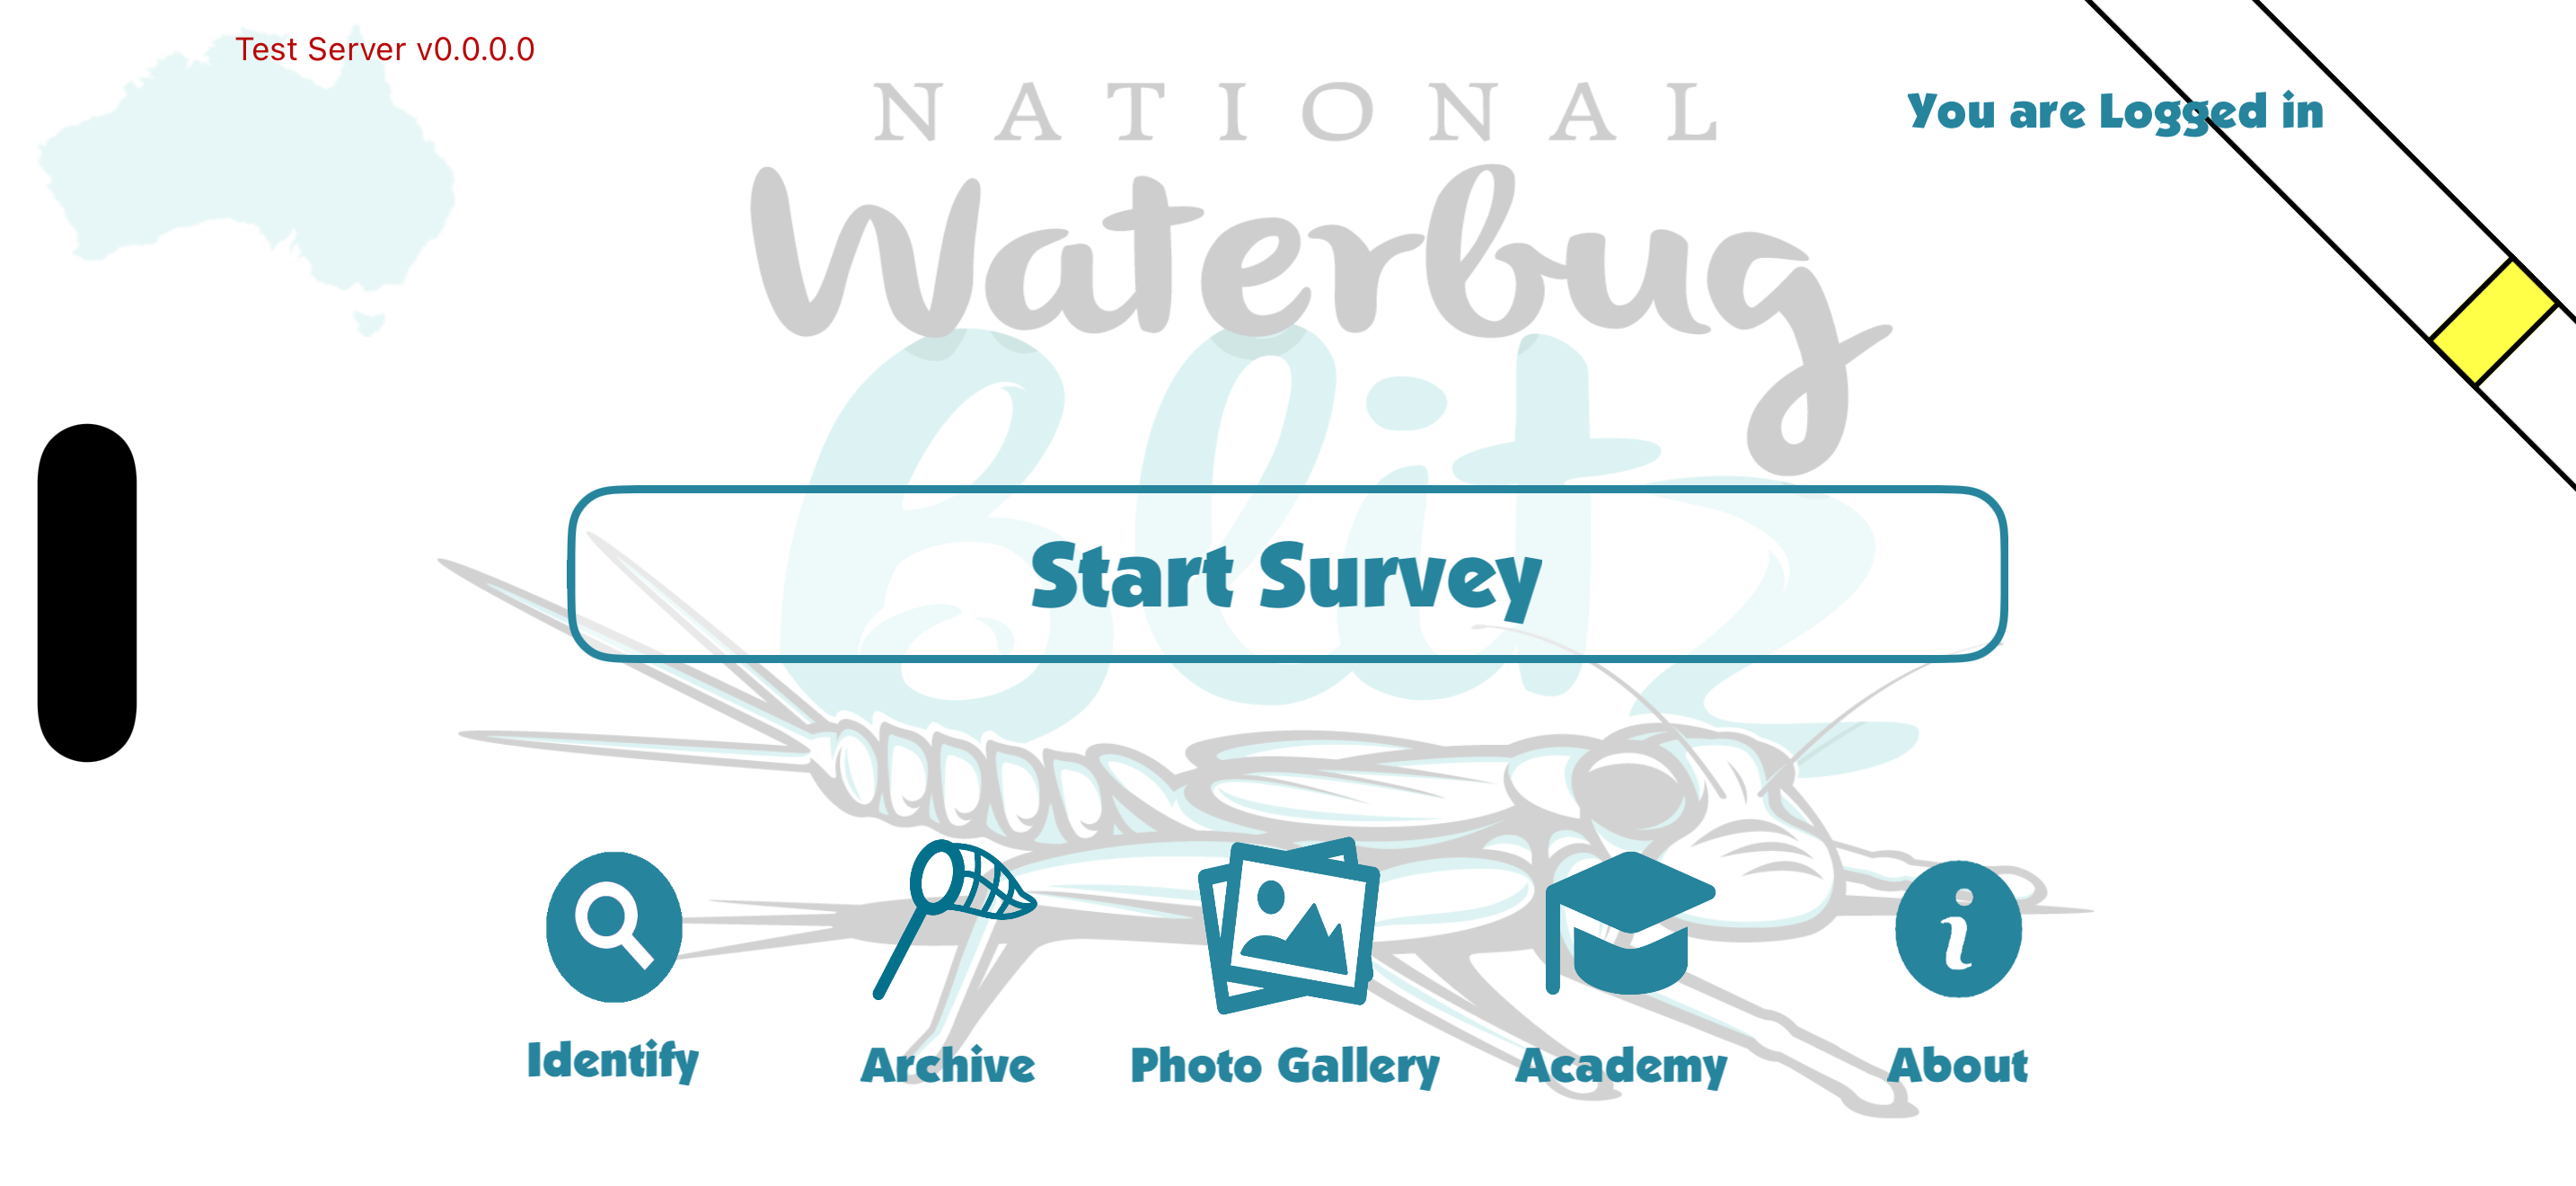 Test Server v0.0.0.0
You are Logged in
NATIONAL
Waterbug
Blitz
Start Survey
Identify
Archive
Photo Gallery
Academy
About